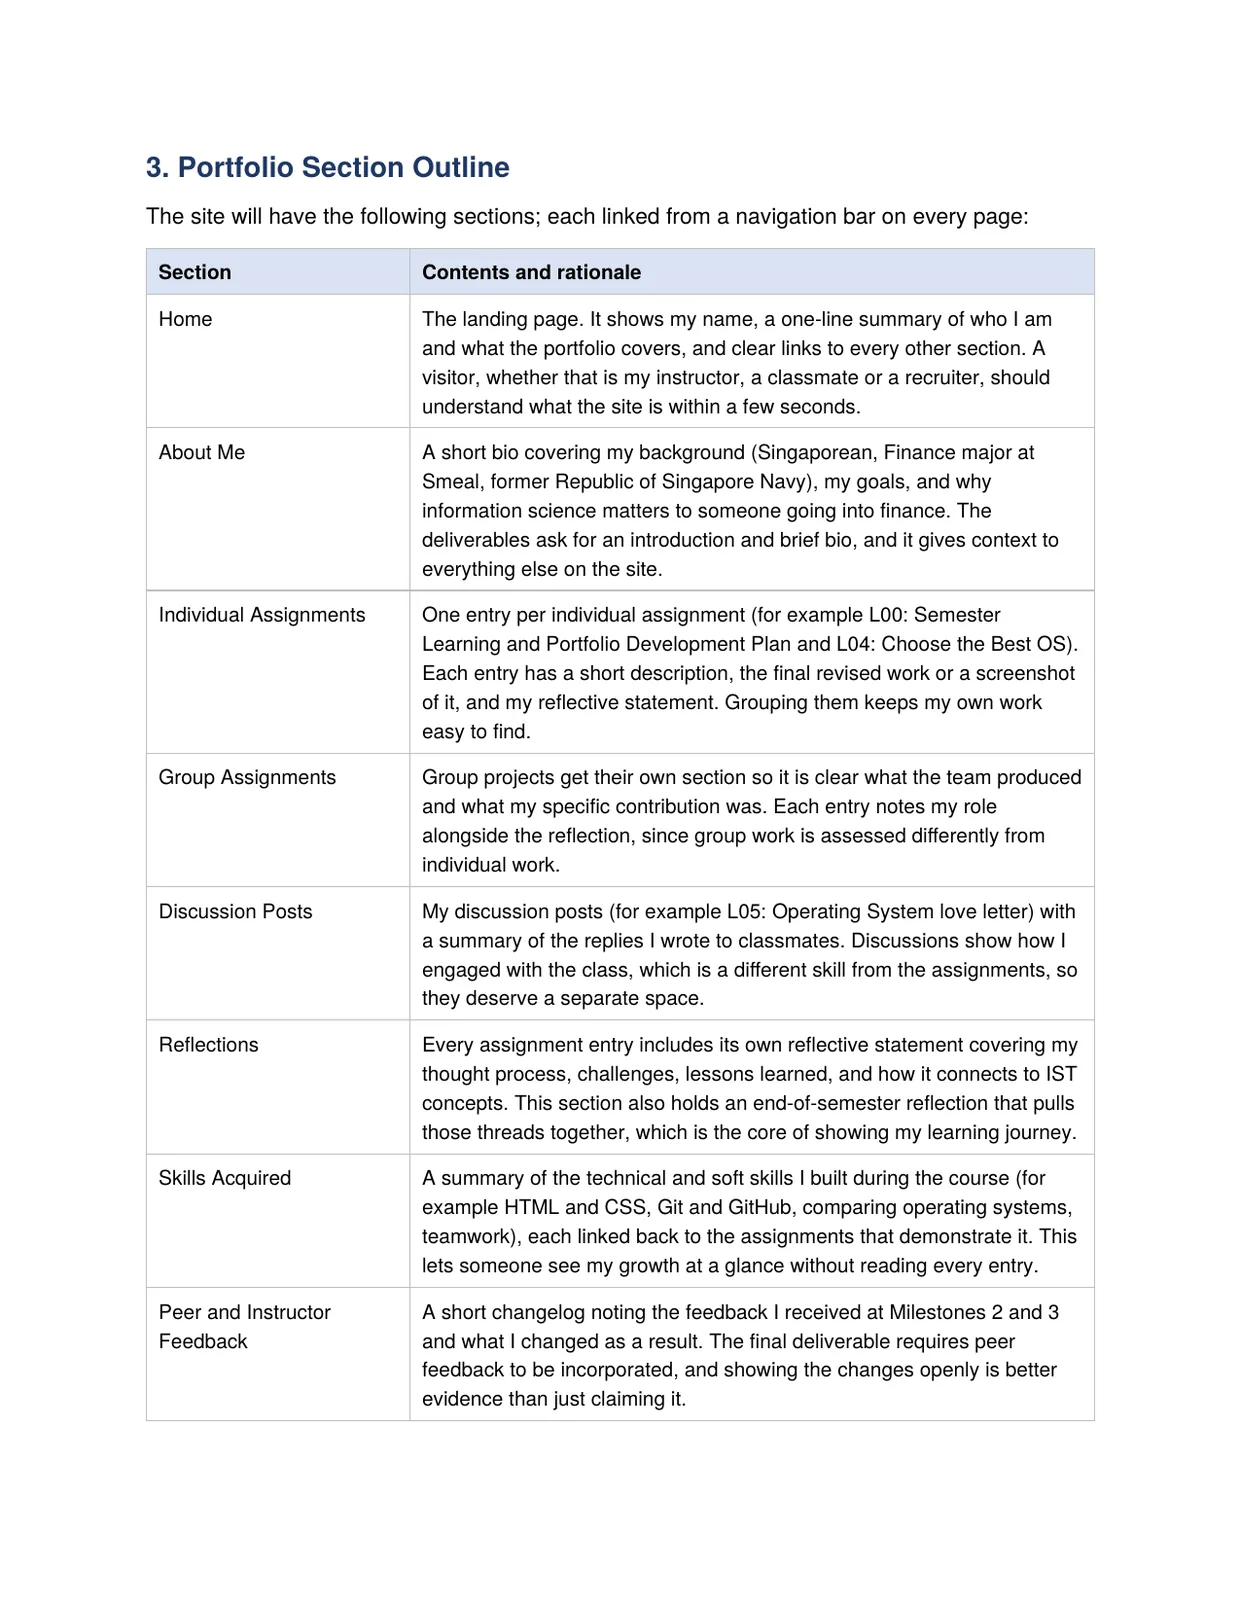 3. Portfolio Section Outline
The site will have the following sections; each linked from a navigation bar on every page:
Section
Contents and rationale
Home
The landing page. It shows my name, a one-line summary of who I am
and what the portfolio covers, and clear links to every other section. A
visitor, whether that is my instructor, a classmate or a recruiter, should
understand what the site is within a few seconds.
About Me
A short bio covering my background (Singaporean, Finance major at
Smeal, former Republic of Singapore Navy), my goals, and why
information science matters to someone going into finance. The
deliverables ask for an introduction and brief bio, and it gives context to
everything else on the site.
Individual Assignments
One entry per individual assignment (for example L00: Semester
Learning and Portfolio Development Plan and L04: Choose the Best OS).
Each entry has a short description, the final revised work or a screenshot
of it, and my reflective statement. Grouping them keeps my own work
easy to find.
Group Assignments
Group projects get their own section so it is clear what the team produced
and what my specific contribution was. Each entry notes my role
alongside the reflection, since group work is assessed differently from
individual work.
Discussion Posts
My discussion posts (for example L05: Operating System love letter) with
a summary of the replies I wrote to classmates. Discussions show how I
engaged with the class, which is a different skill from the assignments, so
they deserve a separate space.
Reflections
Every assignment entry includes its own reflective statement covering my
thought process, challenges, lessons learned, and how it connects to IST
concepts. This section also holds an end-of-semester reflection that pulls
those threads together, which is the core of showing my learning journey.
Skills Acquired
A summary of the technical and soft skills I built during the course (for
example HTML and CSS, Git and GitHub, comparing operating systems,
teamwork), each linked back to the assignments that demonstrate it. This
lets someone see my growth at a glance without reading every entry.
Peer and Instructor
Feedback
A short changelog noting the feedback I received at Milestones 2 and 3
and what I changed as a result. The final deliverable requires peer
feedback to be incorporated, and showing the changes openly is better
evidence than just claiming it.